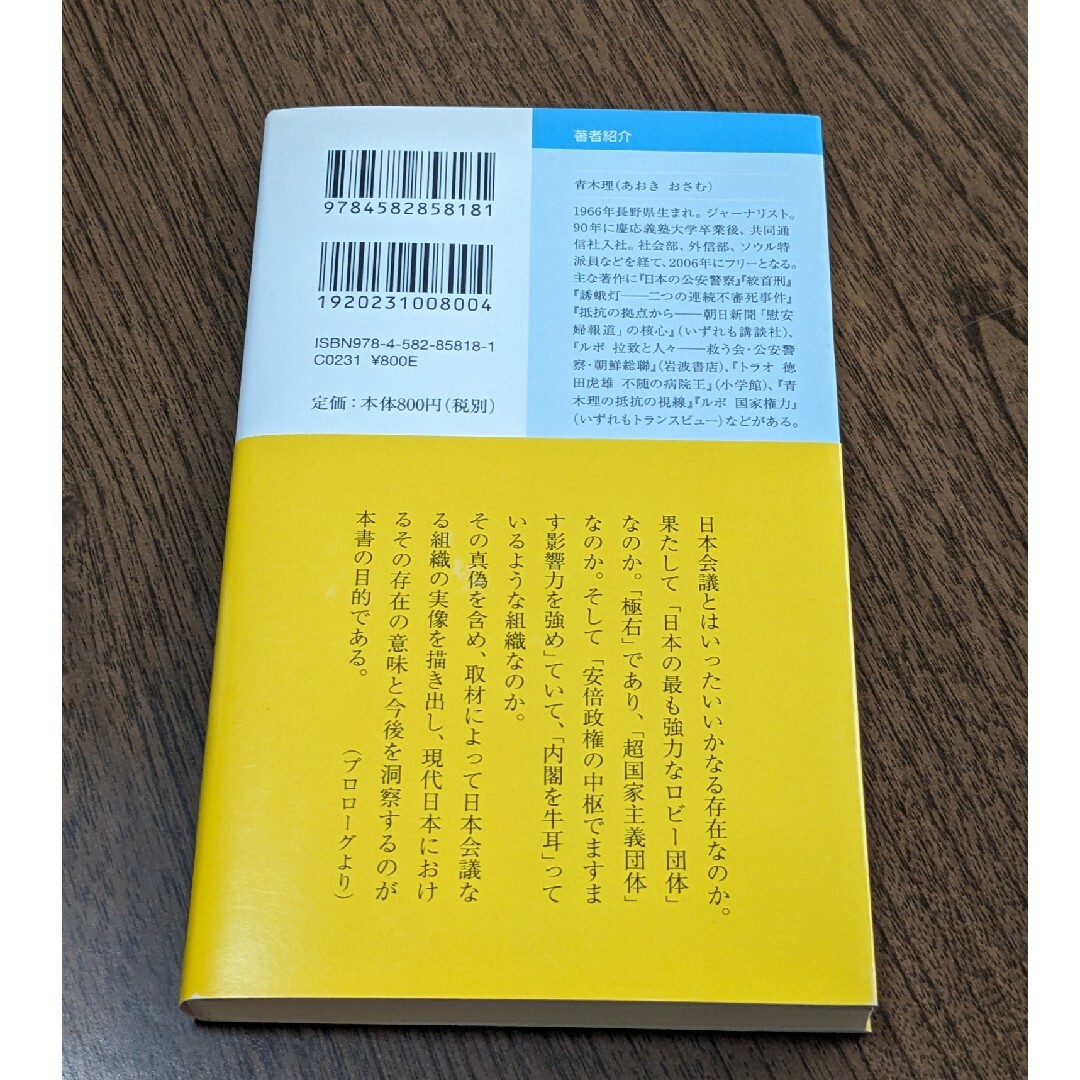 9784582858181
1920231008004
ISBN978-4-582-85818-1
C0231 ¥800E
定価：本体800円（税別）
著者紹介
青木理（あおき おさむ）
1966年長野県生まれ。ジャーナリスト。
90年に慶応義塾大学卒業後、共同通
信社入社。社会部、外信部、ソウル特
派員などを経て、2006年にフリーとなる。
主な著作に『日本の公安警察』『絞首刑』
『誘蛾灯――二つの連続不審死事件』
『抵抗の拠点から――朝日新聞「慰安
婦報道」の核心』（いずれも講談社）、
『ルポ 拉致と人々――救う会・公安警
察・朝鮮総聯』（岩波書店）、『トラオ 徳
田虎雄 不随の病院王』（小学館）、『青
木理の抵抗の視線』『ルポ 国家権力』
（いずれもトランスビュー）などがある。
日本会議とはいったいいかなる存在なのか。
果たして「日本の最も強力なロビー団体」
なのか。「極右」であり、「超国家主義団体」
なのか。そして「安倍政権の中枢でますま
す影響力を強め」ていて、「内閣を牛耳」って
いるような組織なのか。
その真偽を含め、取材によって日本会議な
る組織の実像を描き出し、現代日本におけ
るその存在の意味と今後を洞察するのが
本書の目的である。
（プロローグより）